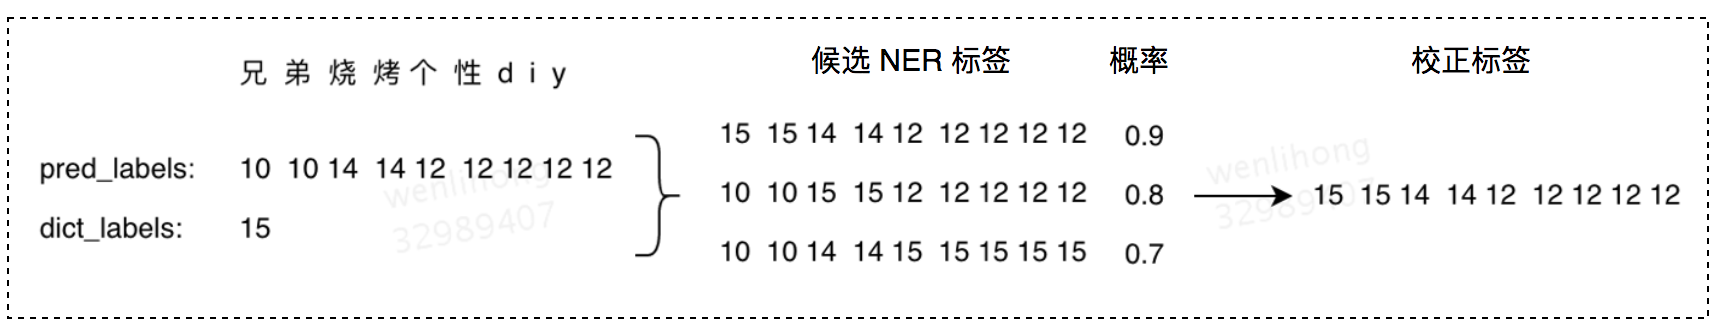 兄 弟 烧 烤 个 性 d i y
pred_labels: 10 10 14 14 12 12 12 12 12
dict_labels: 15
候选 NER 标签 概率
15 15 14 14 12 12 12 12 12 0.9
10 10 15 15 12 12 12 12 12 0.8
10 10 14 14 15 15 15 15 15 0.7
校正标签
15 15 14 14 12 12 12 12 12
wenlihong
32989407
wenlihong
32989407